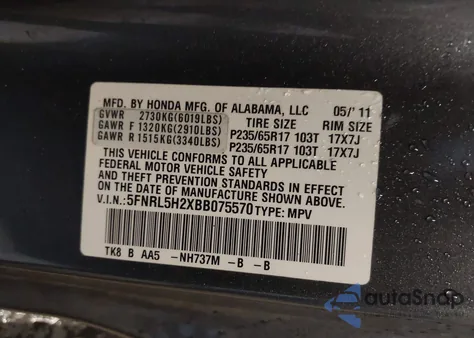 MFD. BY HONDA MFG. OF ALABAMA, LLC 05/'11
GVWR 2730KG(6019LBS) TIRE SIZE RIM SIZE
GAWR F 1320KG(2910LBS) P235/65R17 103T 17X7J
GAWR R 1515KG(3340LBS) P235/65R17 103T 17X7J
THIS VEHICLE CONFORMS TO ALL APPLICABLE
FEDERAL MOTOR VEHICLE SAFETY
AND THEFT PREVENTION STANDARDS IN EFFECT ON
THE DATE OF MANUFACTURE SHOWN ABOVE.
V.I.N.: 5FNRL5H2XBB075570 TYPE: MPV
TK8 B AA5 -NH737M -B -B
autoSnap